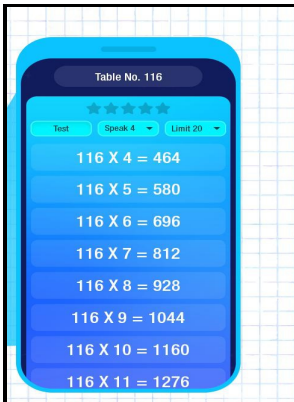 Table No. 116
Test Speak 4 Limit 20
116 X 4 = 464
116 X 5 = 580
116 X 6 = 696
116 X 7 = 812
116 X 8 = 928
116 X 9 = 1044
116 X 10 = 1160
116 X 11 = 1276